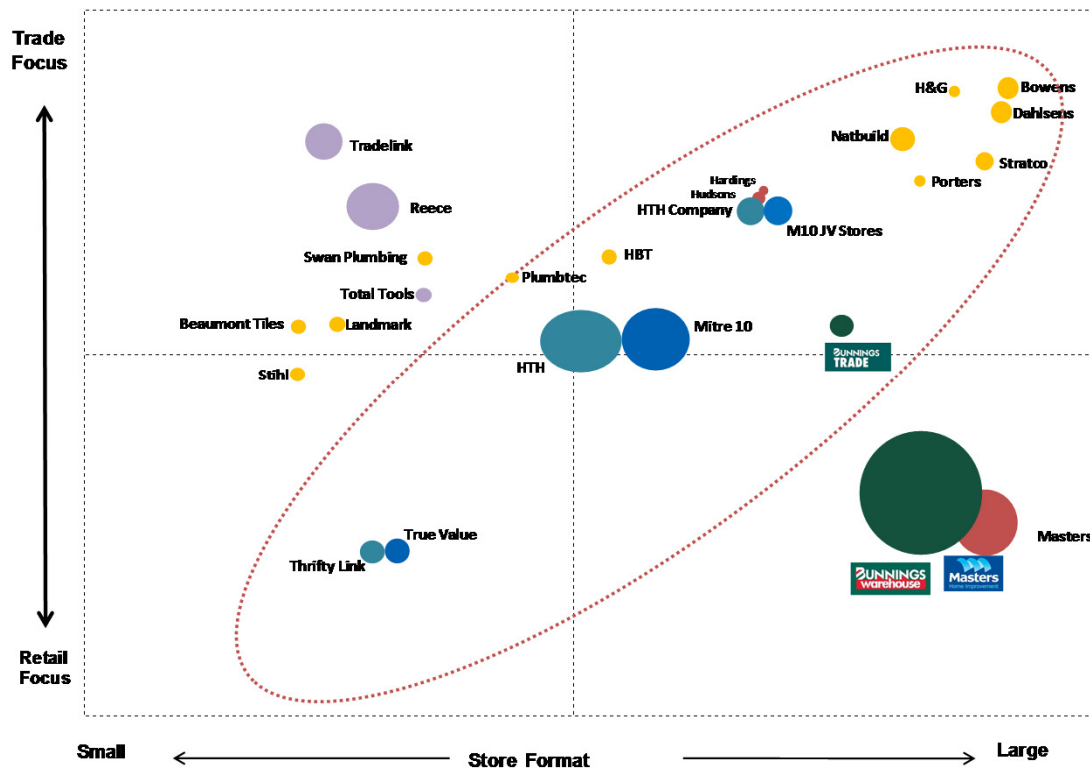 Trade
Focus
H&G
Bowens
Dahlsens
Natbuild
Tradelink
Stratco
Porters
Hardings
Hudsons
HTH Company
Reece
M10 JV Stores
Swan Plumbing
HBT
Plumbtec
Total Tools
Beaumont Tiles
Landmark
Mitre 10
BUNNINGS
TRADE
HTH
Stihl
True Value
Thrifty Link
Masters
BUNNINGS
warehouse
Masters
Home Improvement
Retail
Focus
Small
Store Format
Large